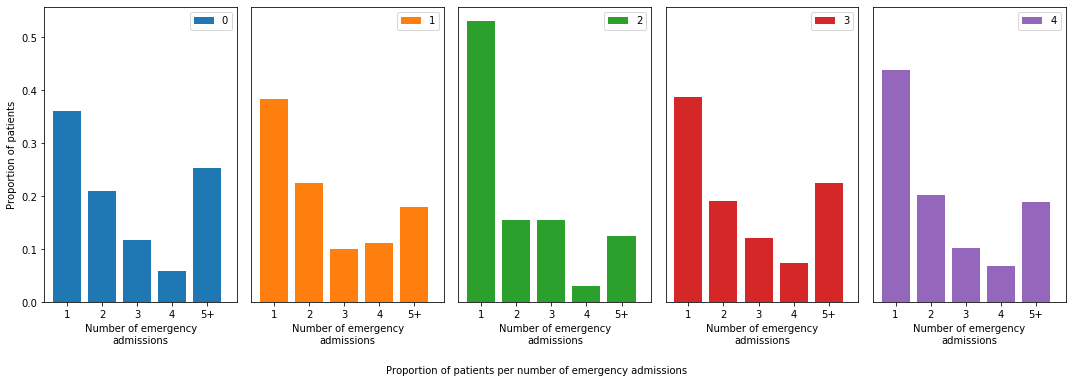 0
1
2
3
4
Proportion of patients
0.5
0.4
0.3
0.2
0.1
0.0
1 2 3 4 5+
1 2 3 4 5+
1 2 3 4 5+
1 2 3 4 5+
1 2 3 4 5+
Number of emergency
admissions
Number of emergency
admissions
Number of emergency
admissions
Number of emergency
admissions
Number of emergency
admissions
Proportion of patients per number of emergency admissions